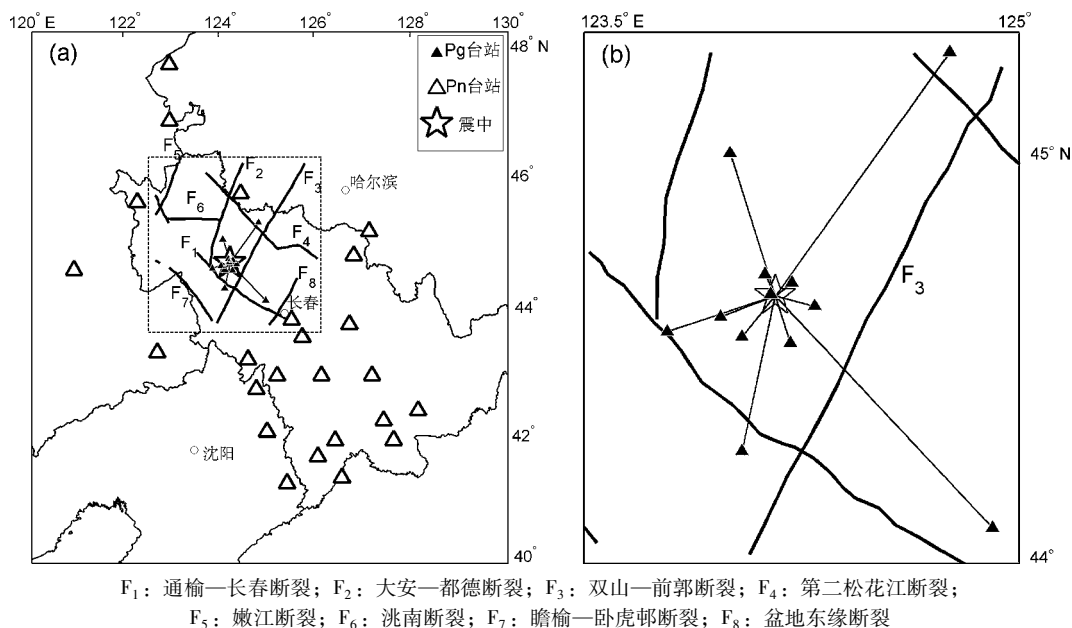 120° E
122°
124°
126°
128°
130°
48° N
(a)
Pg台站
Pn台站
震中
F5
F2
F3
哈尔滨
46°
F6
F4
F1
F7
F8
长春
44°
沈阳
42°
40°
123.5°
125°
(b)
45° N
F3
44°
F1：通榆—长春断裂；F2：大安—都德断裂；F3：双山—前郭断裂；F4：第二松花江断裂；
F5：嫩江断裂；F6：洮南断裂；F7：瞻榆—卧虎邨断裂；F8：盆地东缘断裂